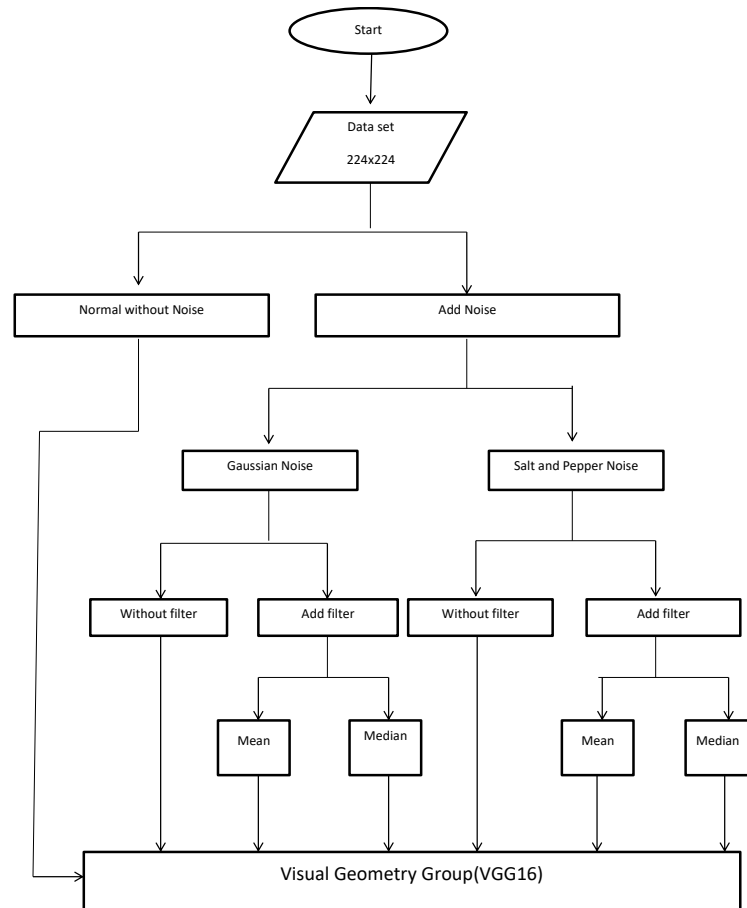 Start
Data set
224x224
Normal without Noise
Add Noise
Gaussian Noise
Salt and Pepper Noise
Without filter
Add filter
Without filter
Add filter
Mean
Median
Mean
Median
Visual Geometry Group(VGG16)